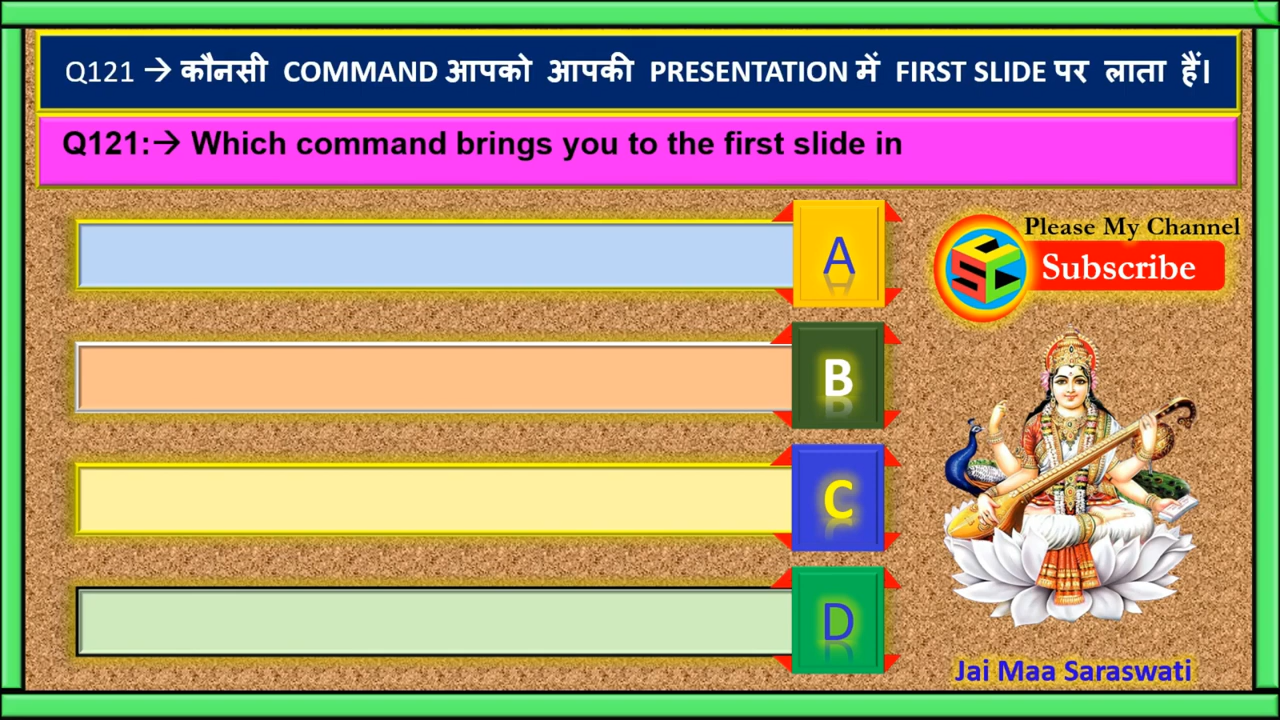 Q121 → कौनसी COMMAND आपको आपकी PRESENTATION में FIRST SLIDE पर लाता हैं।
Q121:→ Which command brings you to the first slide in
A
Please My Channel
SCC
Subscribe
B
C
D
Jai Maa Saraswati